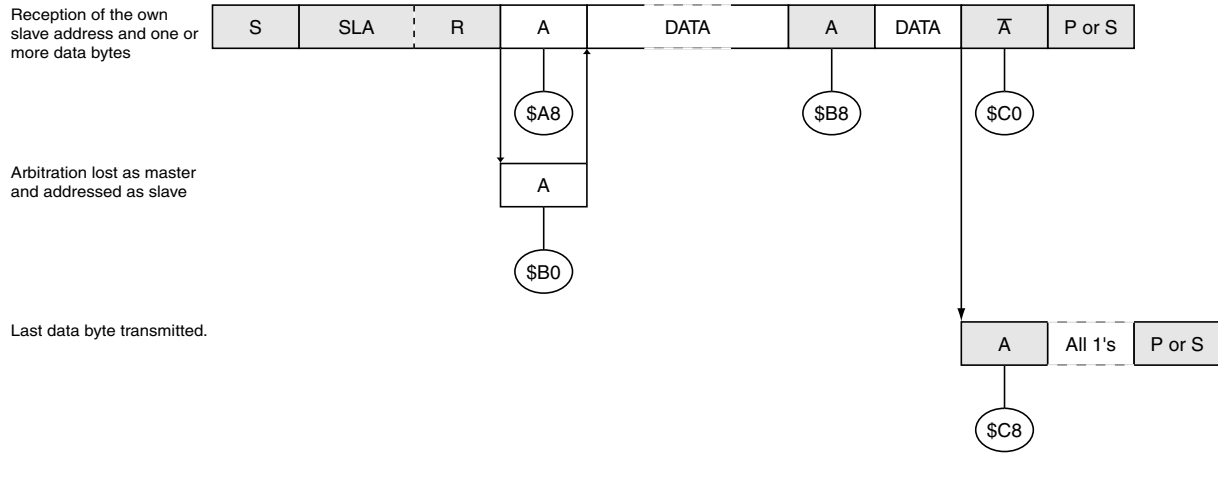 Reception of the own
slave address and one or
more data bytes
S SLA R A DATA A DATA A̅ P or S
$A8 $B8 $C0
Arbitration lost as master
and addressed as slave
A
$B0
Last data byte transmitted.
A All 1's P or S
$C8